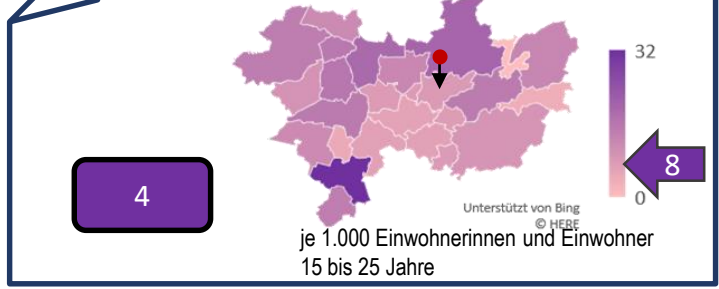 32
8
4
0
Unterstützt von Bing
© HERE
je 1.000 Einwohnerinnen und Einwohner
15 bis 25 Jahre